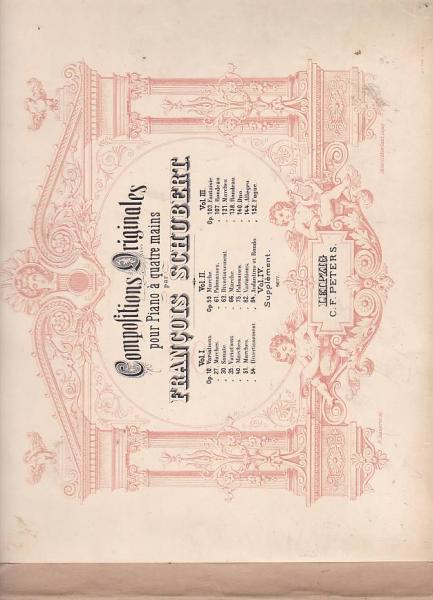 Compositions Originales
pour Piano à quatre mains
par
FRANÇOIS SCHUBERT
Vol. I.
Op. 10. Variations
" 27. Marches.
" 30. Sonate.
" 35. Variations
" 40. Marches.
" 51. Marches.
" 54. Divertissement
Vol. II.
Op. 55. Marche
" 61. Polonaises.
" 63. Divertissement.
" 66. Marche.
" 75. Polonaises.
" 82. Variations.
" 84. Andantino et Rondo
Vol. III.
Op. 103. Fantaisie
" 107. Rondeau
" 121. Marches
" 138. Rondeau.
" 140. Duo
" 144. Allegro.
" 152. Fugue
Vol. IV.
Supplément.
LEIPZIG
C. F. PETERS.